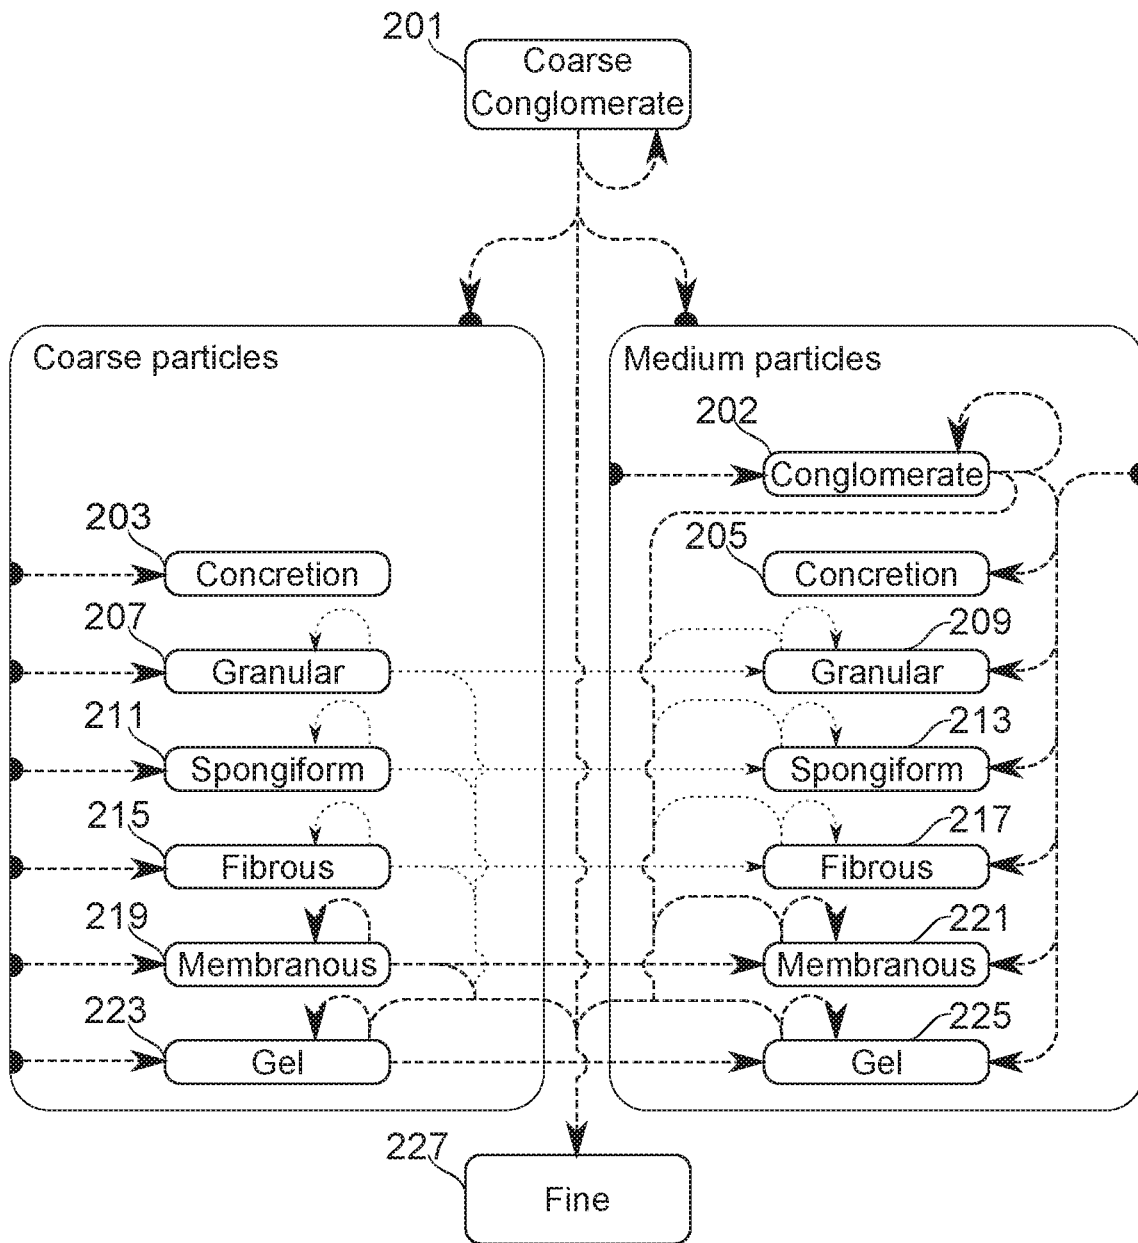 201
Coarse
Conglomerate
Coarse particles
Medium particles
202
Conglomerate
203
Concretion
205
Concretion
207
Granular
209
Granular
211
Spongiform
213
Spongiform
215
Fibrous
217
Fibrous
219
Membranous
221
Membranous
223
Gel
225
Gel
227
Fine